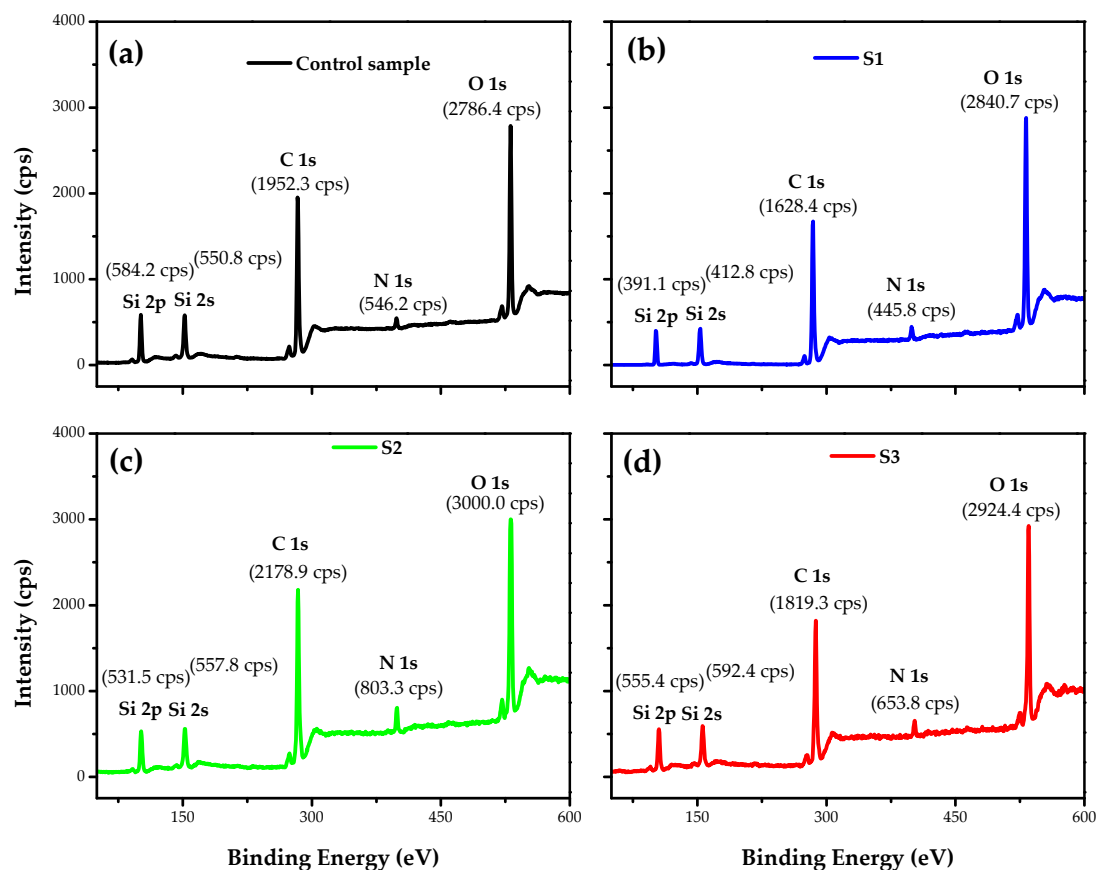 (a)
Control sample
O 1s
(2786.4 cps)
C 1s
(1952.3 cps)
(584.2 cps)
(550.8 cps)
Si 2p
Si 2s
N 1s
(546.2 cps)
4000
3000
2000
1000
0
Intensity (cps)
(b)
S1
O 1s
(2840.7 cps)
C 1s
(1628.4 cps)
(391.1 cps)
(412.8 cps)
Si 2p
Si 2s
N 1s
(445.8 cps)
(c)
S2
O 1s
(3000.0 cps)
C 1s
(2178.9 cps)
(531.5 cps)
(557.8 cps)
Si 2p
Si 2s
N 1s
(803.3 cps)
4000
3000
2000
1000
0
Intensity (cps)
150
300
450
600
Binding Energy (eV)
(d)
S3
O 1s
(2924.4 cps)
C 1s
(1819.3 cps)
(555.4 cps)
(592.4 cps)
Si 2p
Si 2s
N 1s
(653.8 cps)
150
300
450
600
Binding Energy (eV)